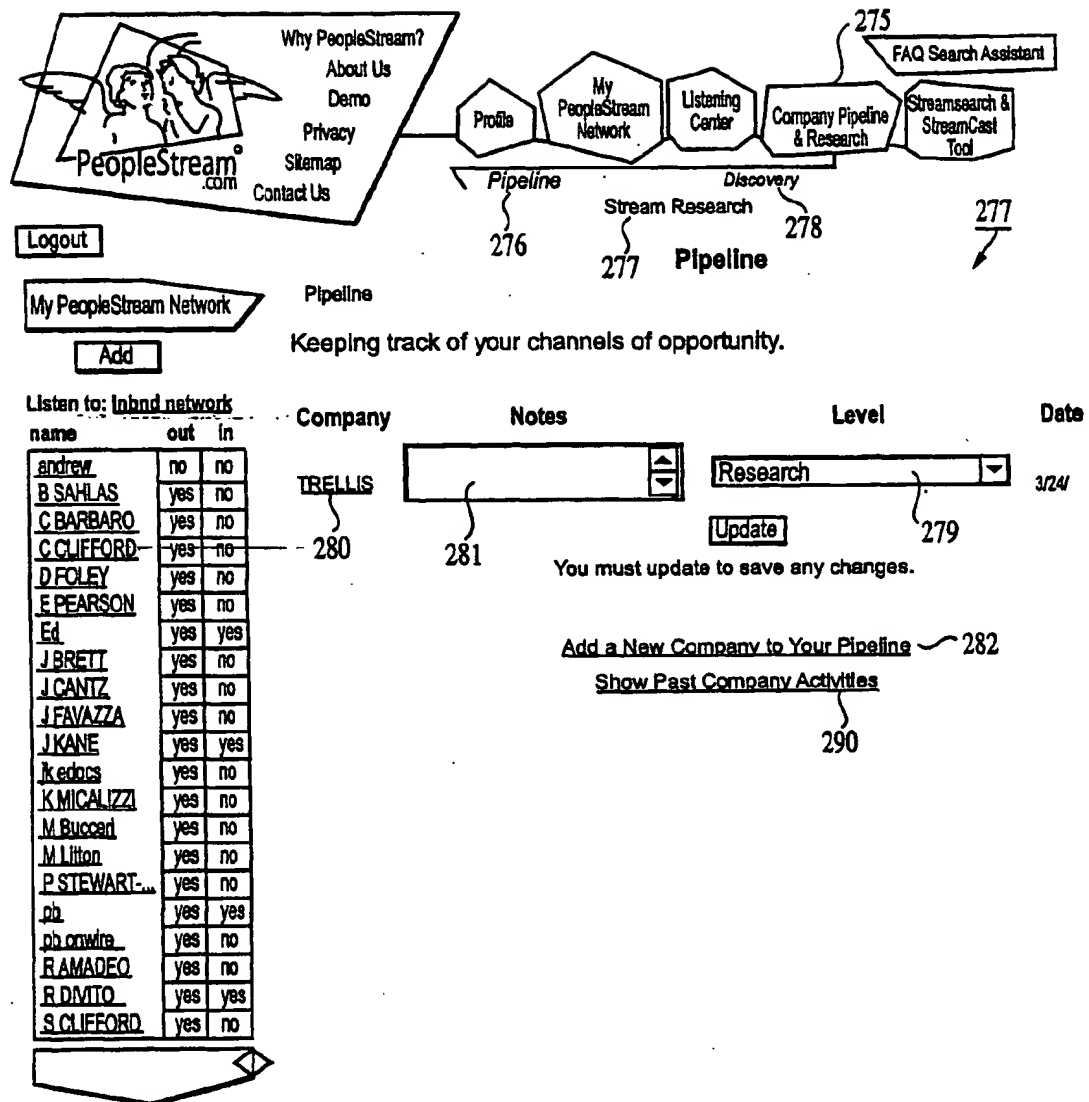 Why PeopleStream?
About Us
Demo
Privacy
Sitemap
Contact Us
PeopleStream
.com
275
FAQ Search Assistant
Profile
My PeopleStream Network
Listening Center
Company Pipeline & Research
Streamsearch & StreamCast Tool
Pipeline
Discovery
Stream Research
276
277
278
277
Logout
Pipeline
My PeopleStream Network
Pipeline
Add
Keeping track of your channels of opportunity.
Listen to: Inbnd network
name out in
andrew no no
B SAHLAS yes no
C BARBARO yes no
C CLIFFORD yes no
D FOLEY yes no
E PEARSON yes no
Ed yes yes
J BRETT yes no
J CANTZ yes no
J FAVAZZA yes no
J KANE yes yes
jk edocs yes no
K MICALIZZI yes no
M Bucceri yes no
M Litton yes no
P STEWART-... yes no
pb yes yes
pb onwire yes no
R AMADEO yes no
R DIVITO yes yes
S CLIFFORD yes no
Company Notes Level Date
TRELLIS
Research
3/24/
280
281
Update
279
You must update to save any changes.
Add a New Company to Your Pipeline 282
Show Past Company Activities
290